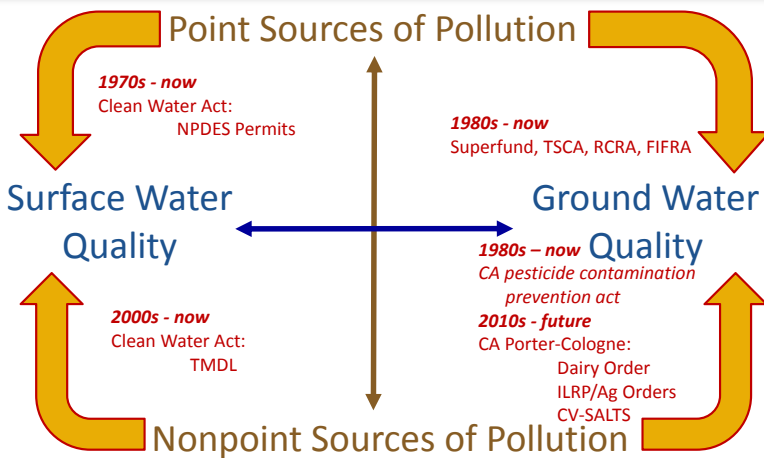 Point Sources of Pollution
1970s - now
Clean Water Act:
NPDES Permits
1980s - now
Superfund, TSCA, RCRA, FIFRA
Surface Water
Quality
Ground Water
Quality
1980s – now
CA pesticide contamination
prevention act
2010s - future
CA Porter-Cologne:
Dairy Order
ILRP/Ag Orders
CV-SALTS
2000s - now
Clean Water Act:
TMDL
Nonpoint Sources of Pollution